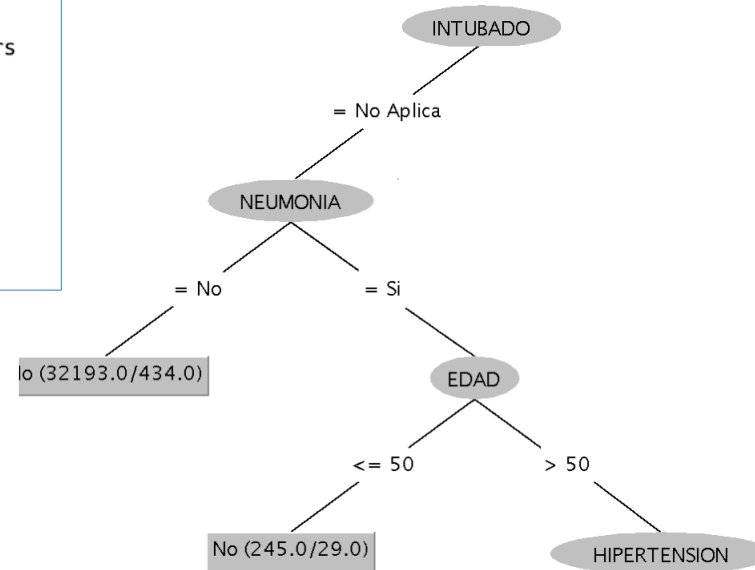 INTUBADO
rs
= No Aplica
NEUMONIA
= No
= Si
(32193.0/434.0)
EDAD
<= 50
> 50
No (245.0/29.0)
HIPERTENSION